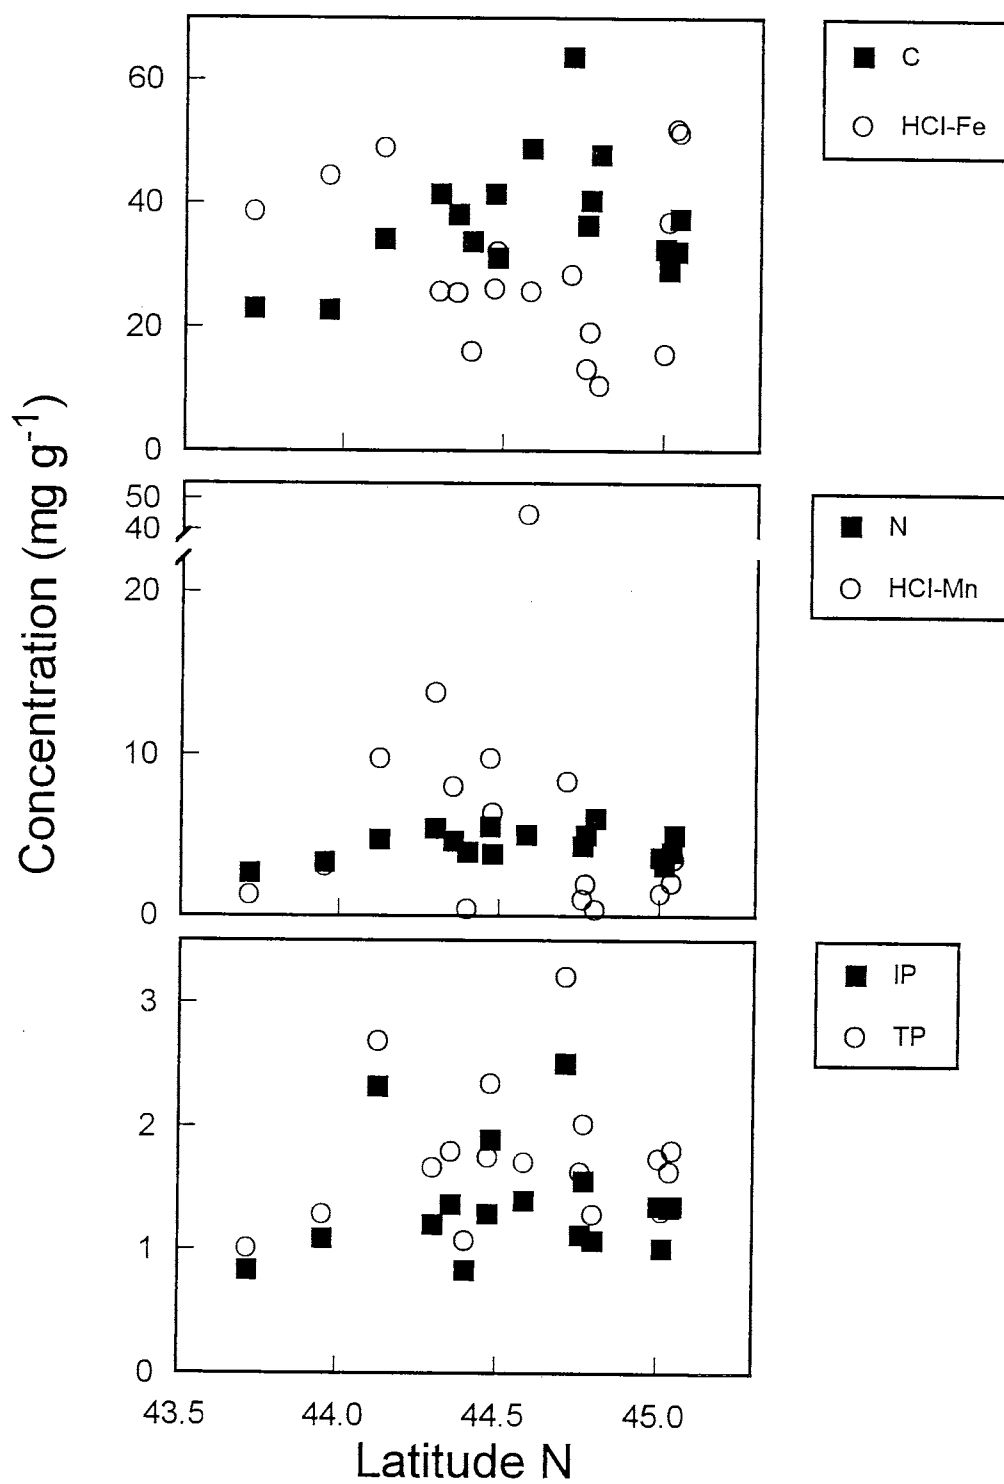 60
40
20
0
C
HCl-Fe
50
40
20
10
0
N
HCl-Mn
3
2
1
0
IP
TP
43.5 44.0 44.5 45.0
Latitude N
Concentration (mg g⁻¹)